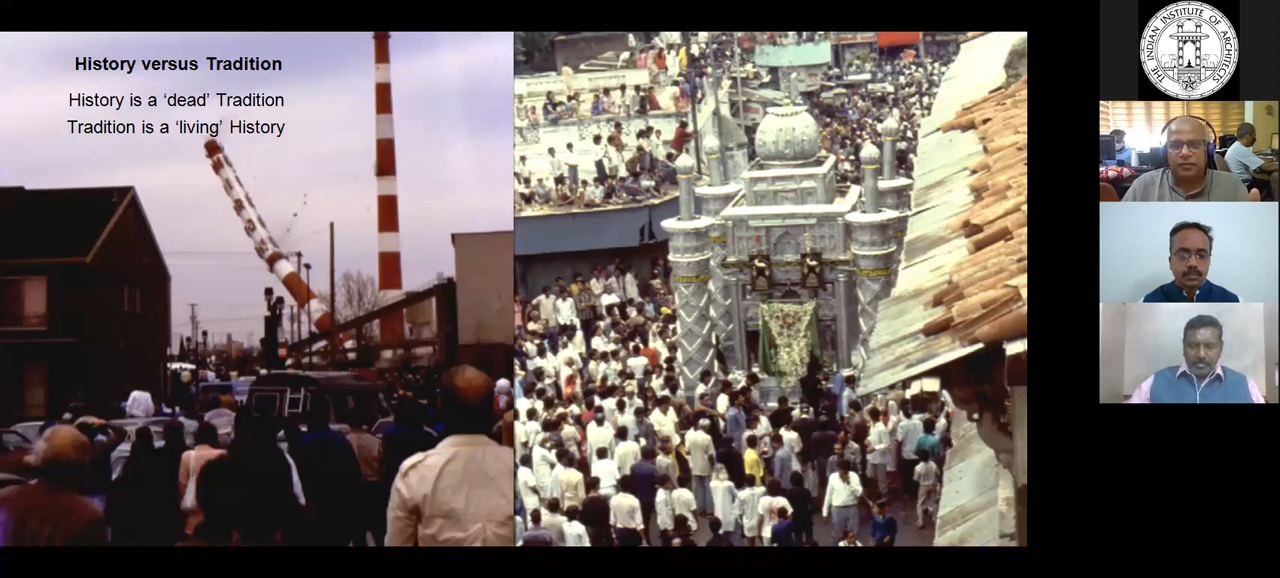 History versus Tradition
History is a ‘dead’ Tradition
Tradition is a ‘living’ History
THE INDIAN INSTITUTE OF ARCHITECTS